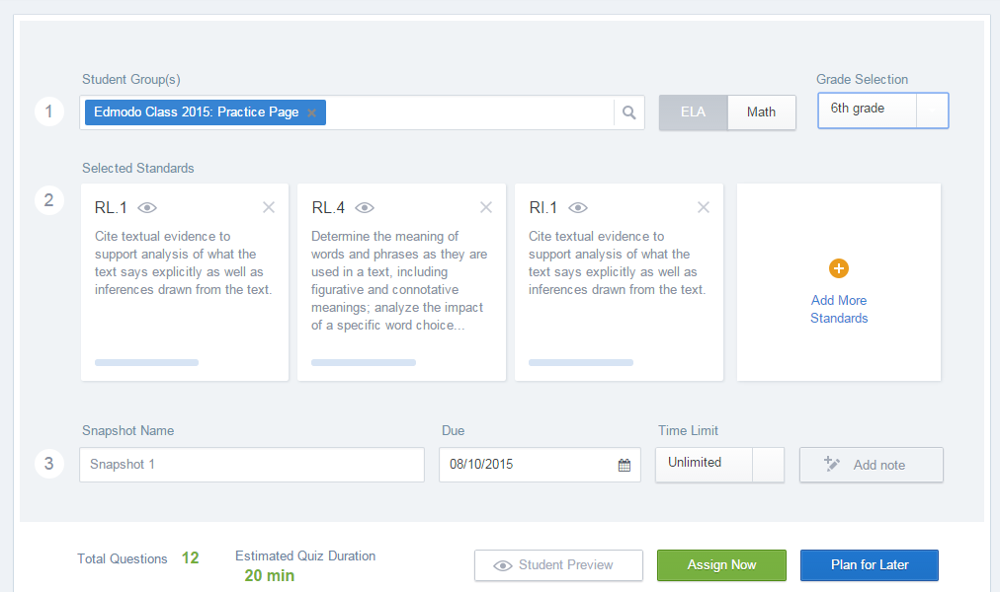 Student Group(s)
Grade Selection
1
Edmodo Class 2015: Practice Page ×
ELA
Math
6th grade
Selected Standards
2
RL.1
Cite textual evidence to
support analysis of what the
text says explicitly as well as
inferences drawn from the text.
RL.4
Determine the meaning of
words and phrases as they are
used in a text, including
figurative and connotative
meanings; analyze the impact
of a specific word choice...
RI.1
Cite textual evidence to
support analysis of what the
text says explicitly as well as
inferences drawn from the text.
Add More
Standards
Snapshot Name
Due
Time Limit
3
Snapshot 1
08/10/2015
Unlimited
Add note
Total Questions 12
Estimated Quiz Duration
20 min
Student Preview
Assign Now
Plan for Later